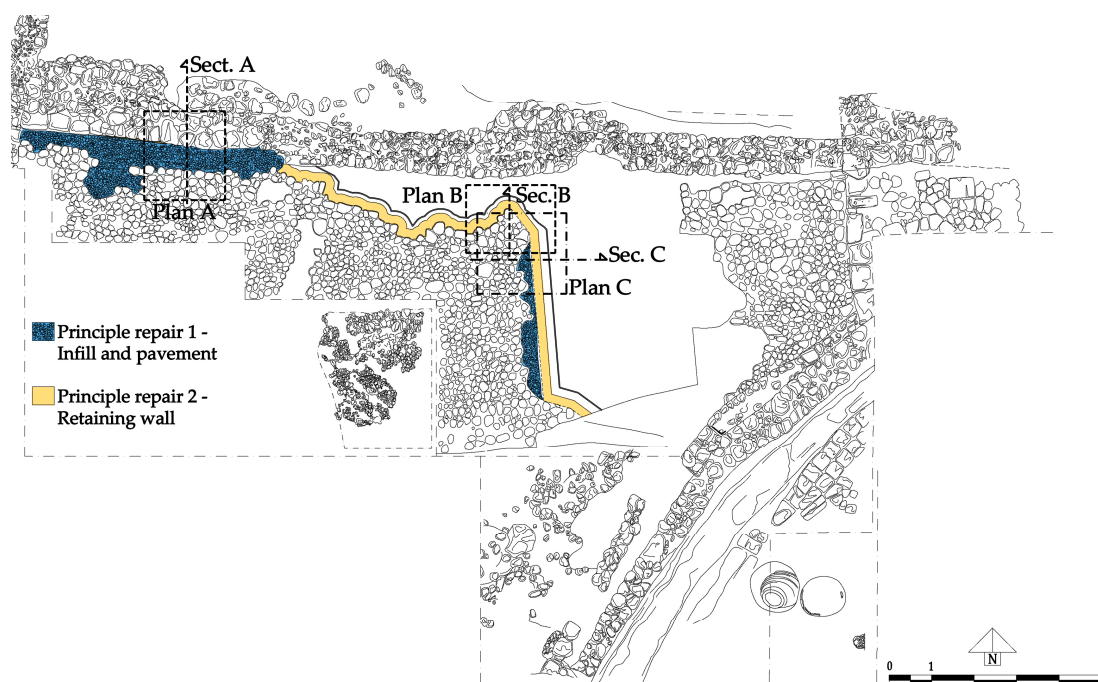 Sect. A
Plan A
Plan B
Sec. B
Sec. C
Plan C
Principle repair 1 -
Infill and pavement
Principle repair 2 -
Retaining wall
N
0 1